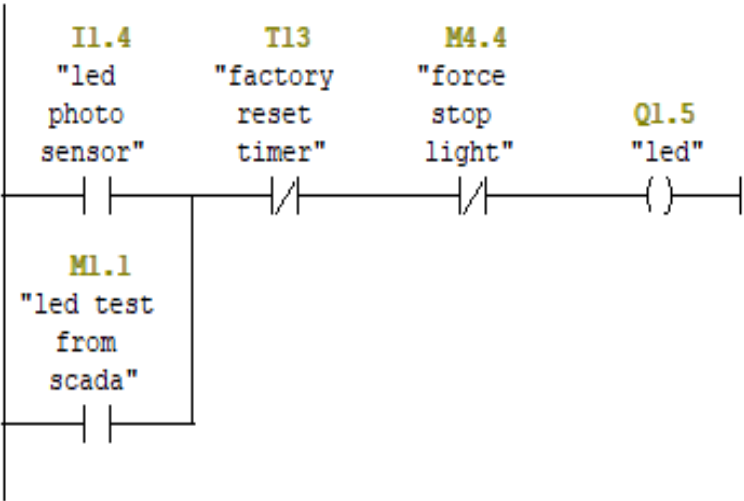 I1.4
"led
photo
sensor"
T13
"factory
reset
timer"
M4.4
"force
stop
light"
Q1.5
"led"
M1.1
"led test
from
scada"